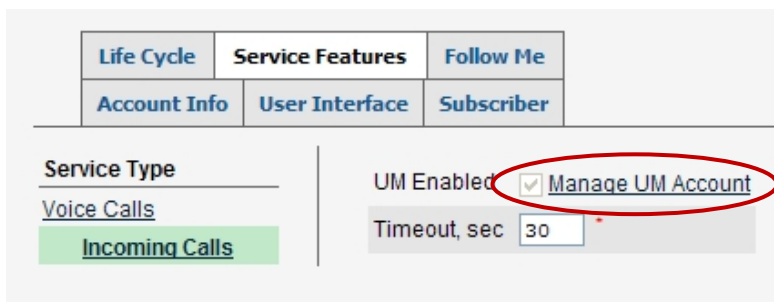 Life Cycle Service Features Follow Me
Account Info User Interface Subscriber
Service Type
Voice Calls
Incoming Calls
UM Enabled Manage UM Account
Timeout, sec 30 *